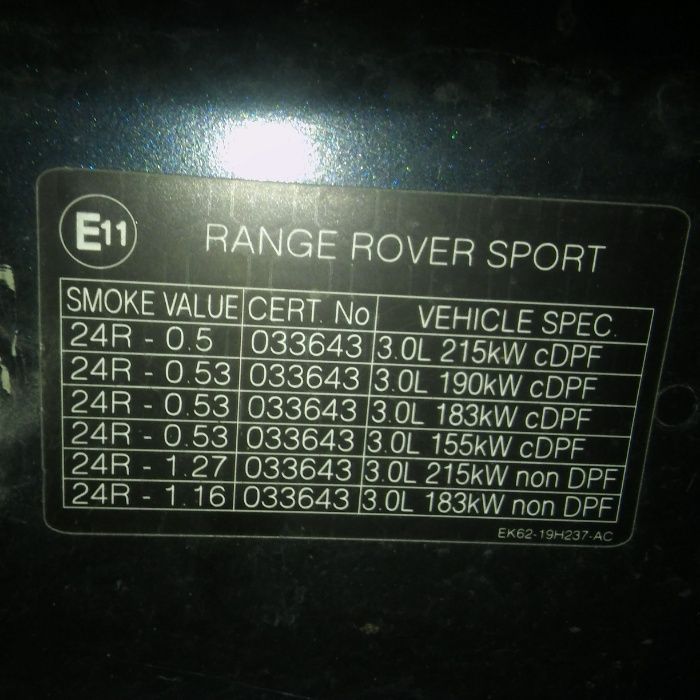 E11
RANGE ROVER SPORT
SMOKE VALUE CERT. No VEHICLE SPEC.
24R - 0.5 033643 3.0L 215kW cDPF
24R - 0.53 033643 3.0L 190kW cDPF
24R - 0.53 033643 3.0L 183kW cDPF
24R - 0.53 033643 3.0L 155kW cDPF
24R - 1.27 033643 3.0L 215kW non DPF
24R - 1.16 033643 3.0L 183kW non DPF
EK62-19H237-AC